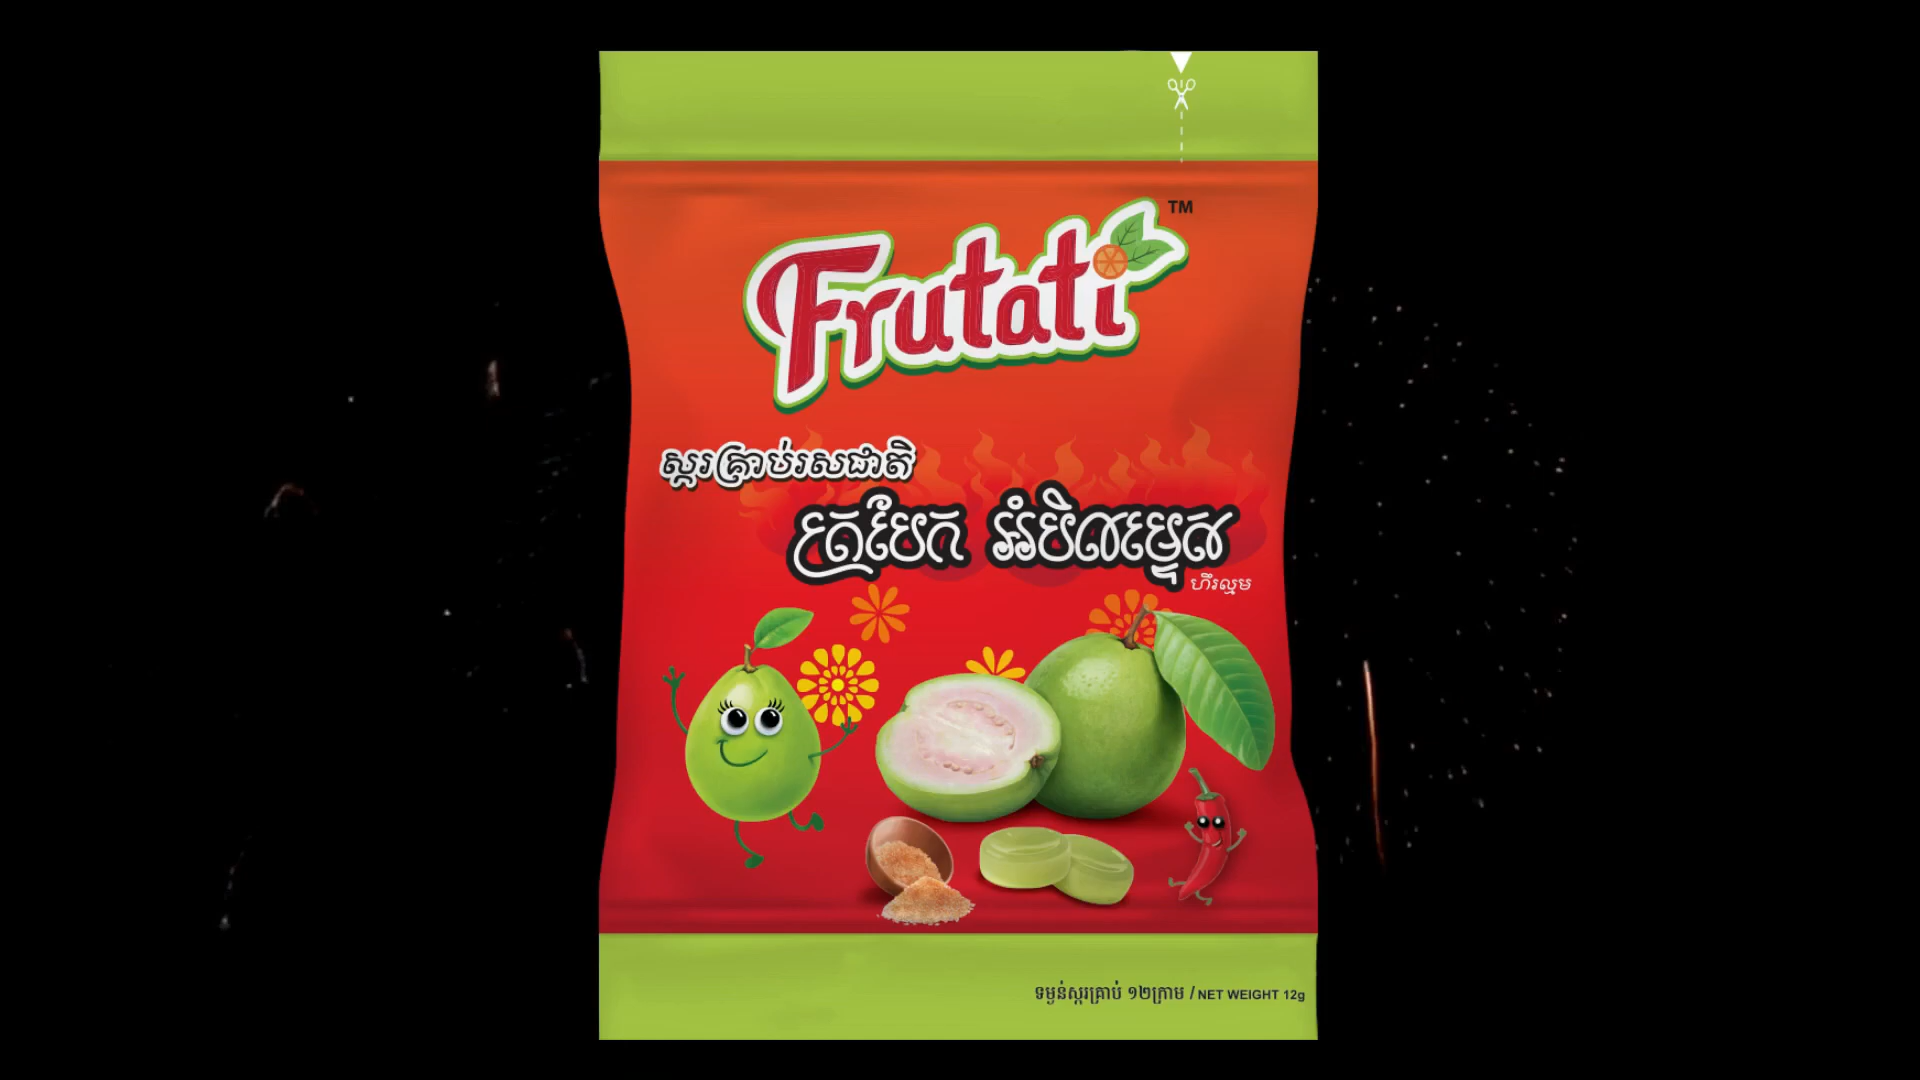 Frutati TM
ស្ករគ្រាប់រសជាតិ
ត្របែក អំបិលម្ទេស
ហឹរល្មម
ទម្ងន់ស្ករគ្រាប់ ១២ក្រាម / NET WEIGHT 12g